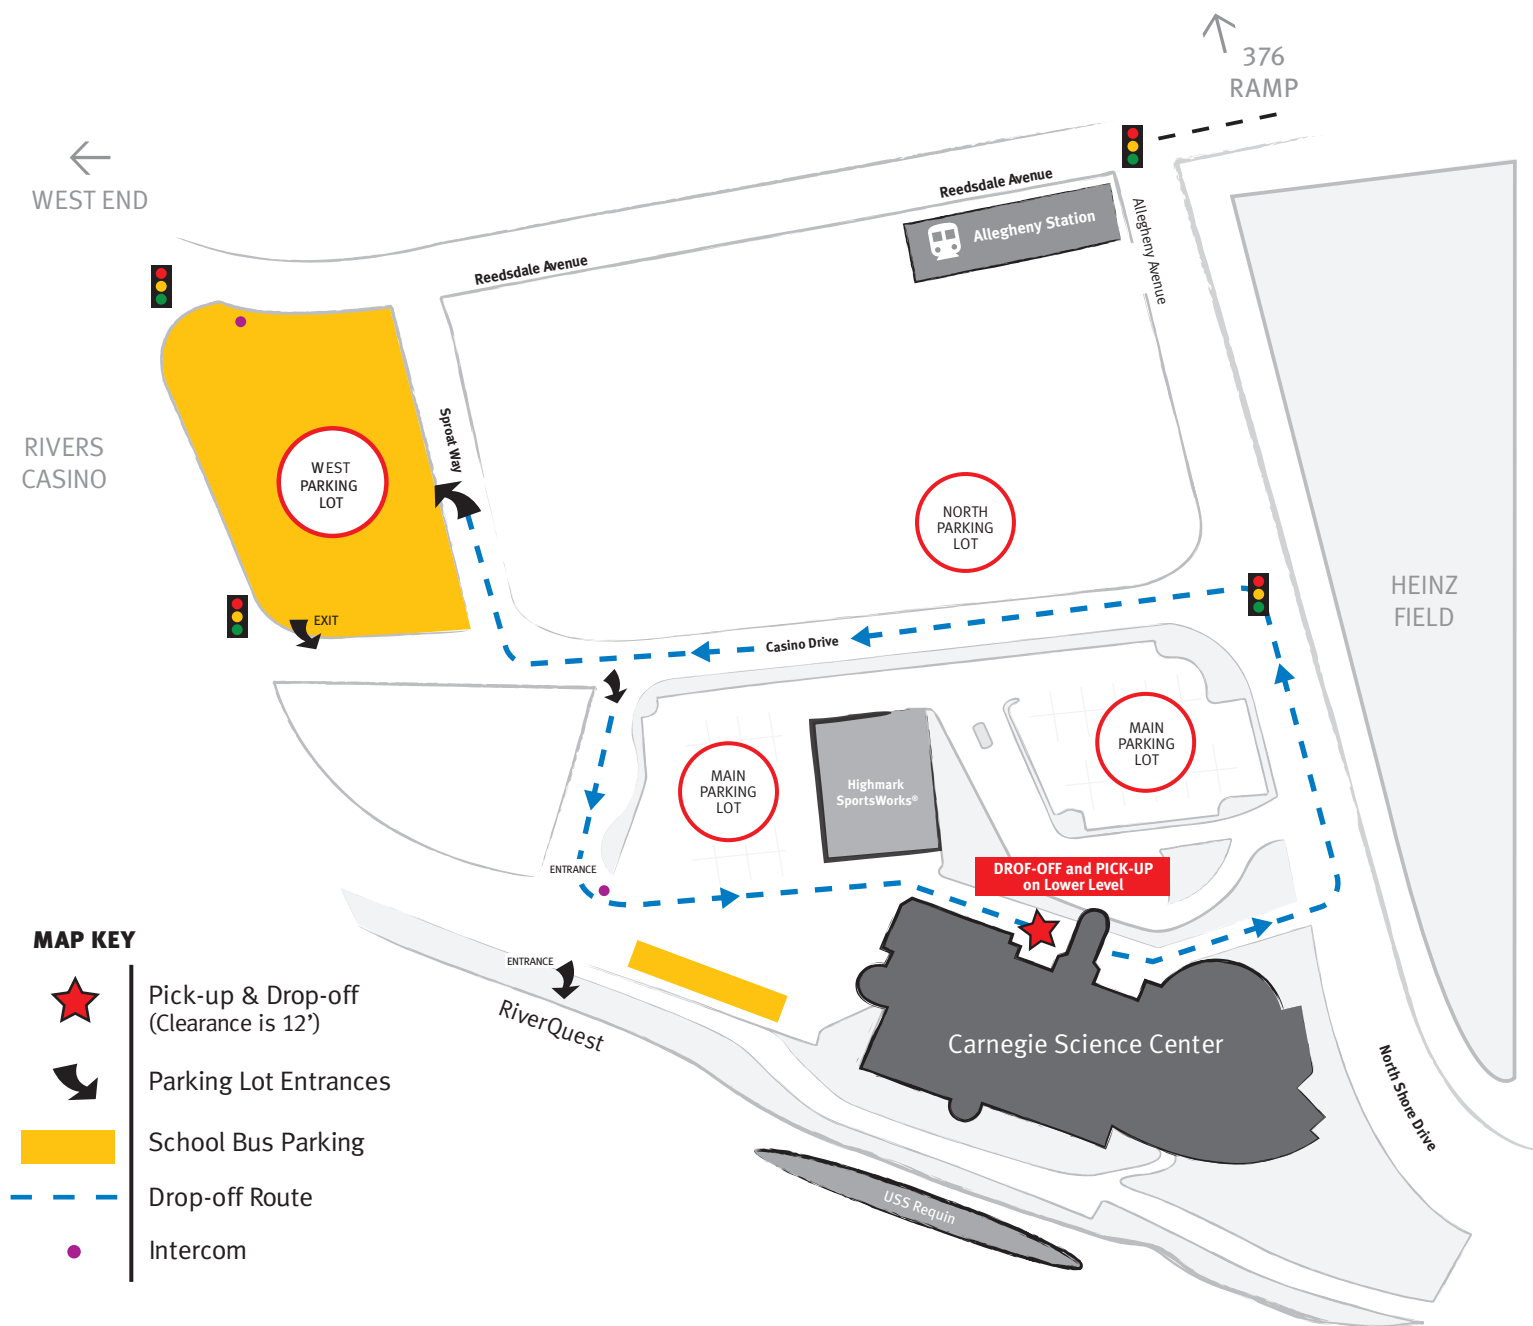 376
RAMP
WEST END
Reedsdale Avenue
Allegheny Station
Allegheny Avenue
Reedsdale Avenue
RIVERS
CASINO
WEST
PARKING
LOT
Sproat Way
NORTH
PARKING
LOT
HEINZ
FIELD
EXIT
Casino Drive
MAIN
PARKING
LOT
MAIN
PARKING
LOT
Highmark
SportsWorks®
ENTRANCE
DROF-OFF and PICK-UP
on Lower Level
ENTRANCE
RiverQuest
Carnegie Science Center
North Shore Drive
USS Requin
MAP KEY
Pick-up & Drop-off
(Clearance is 12’)
Parking Lot Entrances
School Bus Parking
Drop-off Route
Intercom